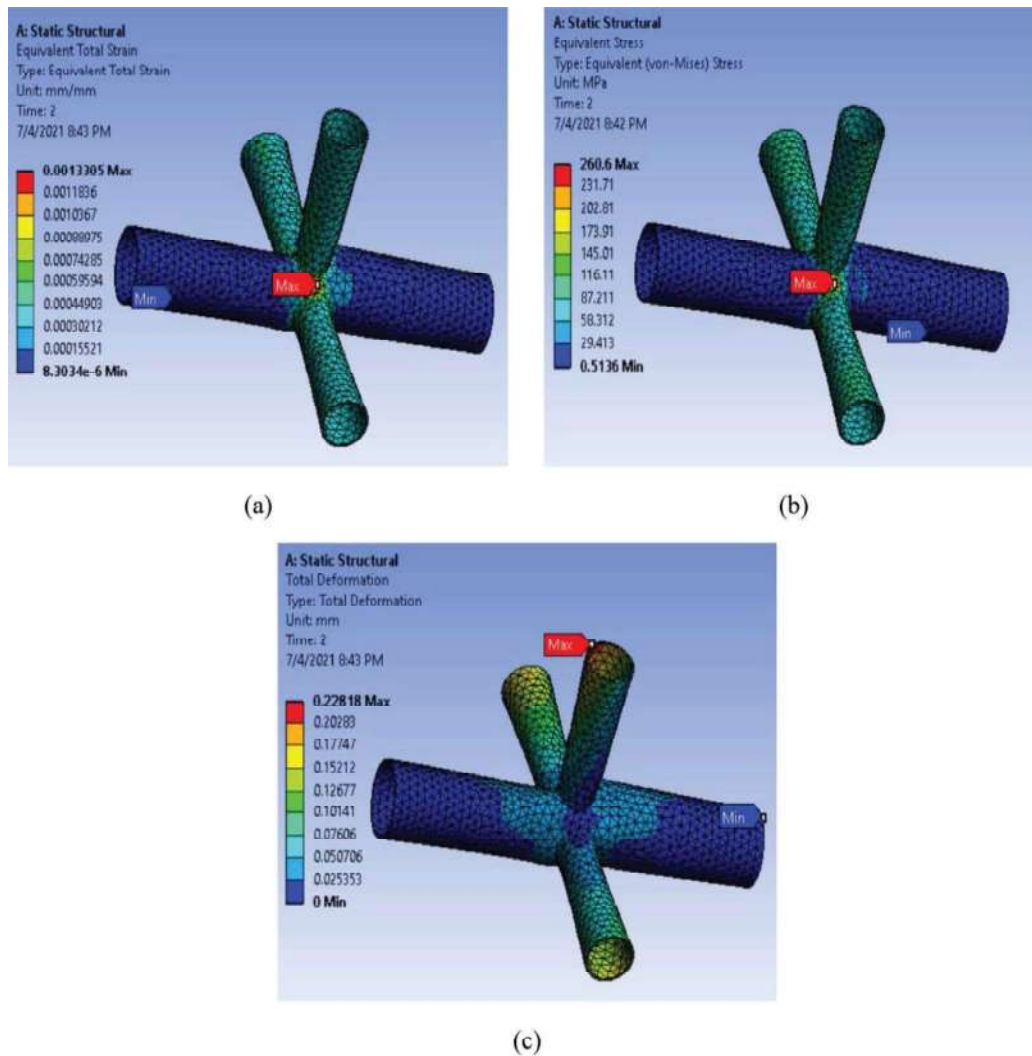 A: Static Structural
Equivalent Total Strain
Type: Equivalent Total Strain
Unit: mm/mm
Time: 2
7/4/2021 8:43 PM
0.0013305 Max
0.0011836
0.0010367
0.00088975
0.00074285
0.00059594
0.00044903
0.00030212
0.00015521
8.3034e-6 Min
Max
Min
(a)
A: Static Structural
Equivalent Stress
Type: Equivalent (von-Mises) Stress
Unit: MPa
Time: 2
7/4/2021 8:42 PM
260.6 Max
231.71
202.81
173.91
145.01
116.11
87.211
58.312
29.413
0.5136 Min
Max
Min
(b)
A: Static Structural
Total Deformation
Type: Total Deformation
Unit: mm
Time: 2
7/4/2021 8:43 PM
0.22818 Max
0.20283
0.17747
0.15212
0.12677
0.10141
0.07606
0.050706
0.025353
0 Min
Max
Min
(c)